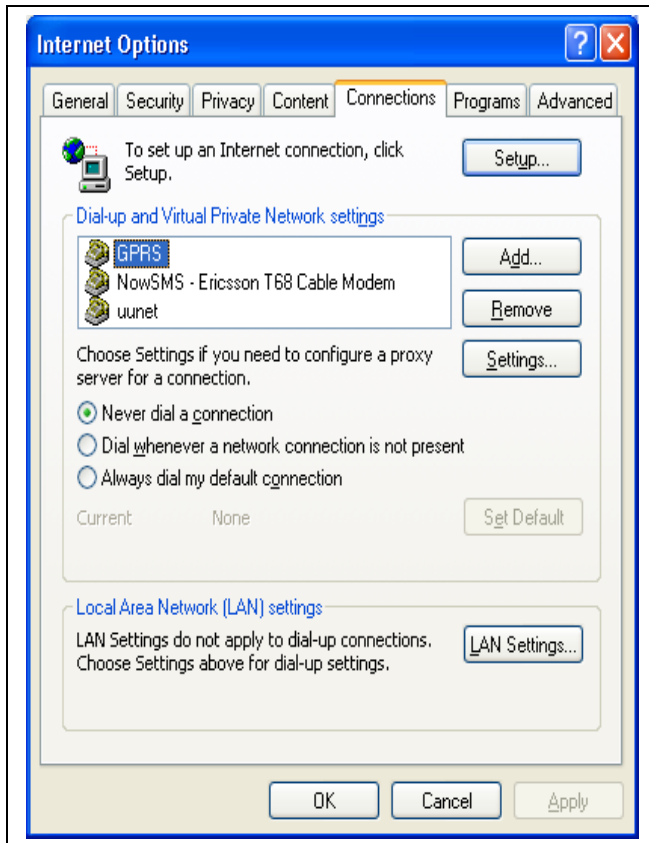 Internet Options
General Security Privacy Content Connections Programs Advanced
To set up an Internet connection, click
Setup.
Setup...
Dial-up and Virtual Private Network settings
GPRS
NowSMS - Ericsson T68 Cable Modem
uunet
Add...
Remove
Choose Settings if you need to configure a proxy
server for a connection.
Settings...
Never dial a connection
Dial whenever a network connection is not present
Always dial my default connection
Current None
Set Default
Local Area Network (LAN) settings
LAN Settings do not apply to dial-up connections.
Choose Settings above for dial-up settings.
LAN Settings...
OK Cancel Apply